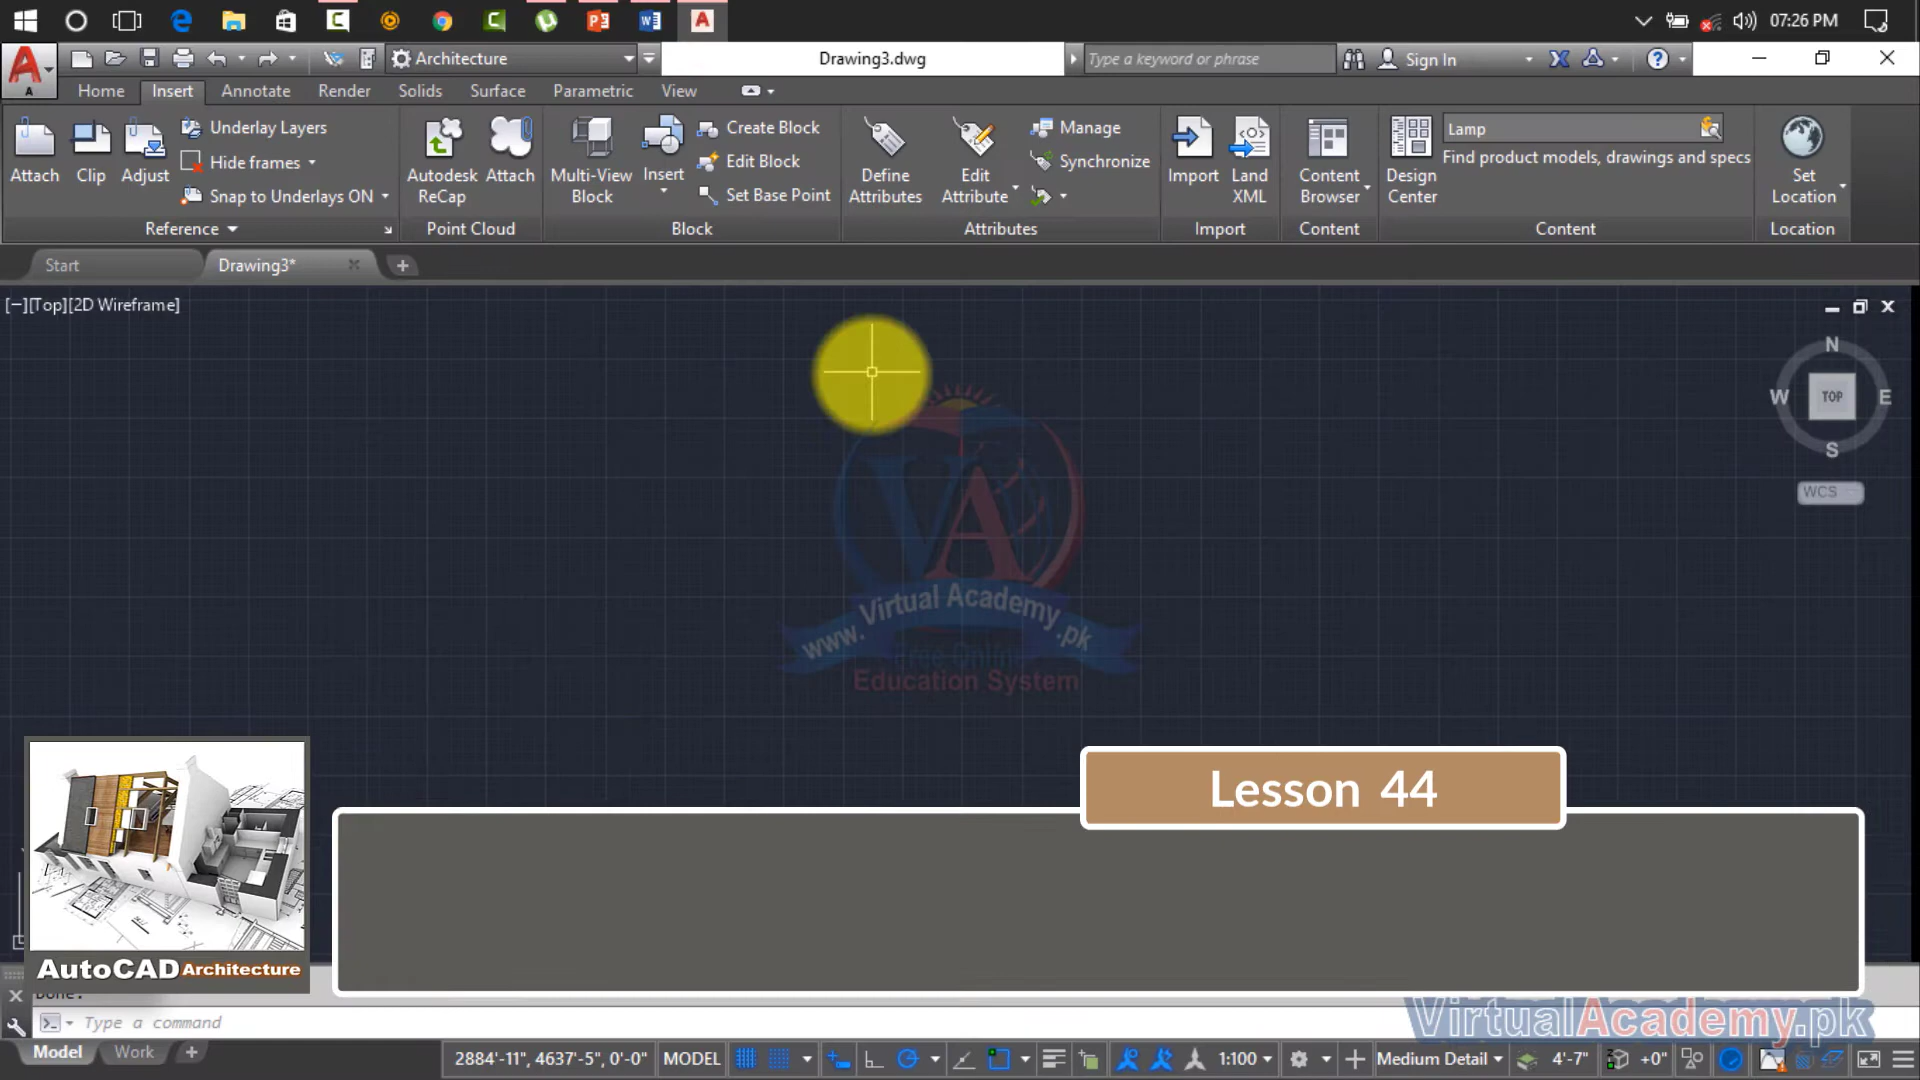 07:26 PM
A
Architecture
Drawing3.dwg
Type a keyword or phrase
Sign In
Home
Insert
Annotate
Render
Solids
Surface
Parametric
View
Attach
Clip
Adjust
Underlay Layers
Hide frames
Snap to Underlays ON
Reference
Autodesk
ReCap
Attach
Point Cloud
Multi-View
Block
Insert
Create Block
Edit Block
Set Base Point
Block
Define
Attributes
Edit
Attribute
Manage
Synchronize
Attributes
Import
Land
XML
Import
Content
Browser
Content
Design
Center
Lamp
Find product models, drawings and specs
Content
Set
Location
Location
Start
Drawing3*
[−][Top][2D Wireframe]
N
W
TOP
E
S
WCS
VA
www.VirtualAcademy.pk
Free Online
Education System
Lesson 44
AutoCAD Architecture
Done.
Type a command
VirtualAcademy.pk
Model
Work
2884'-11", 4637'-5", 0'-0"
MODEL
1:100
Medium Detail
4'-7"
+0"